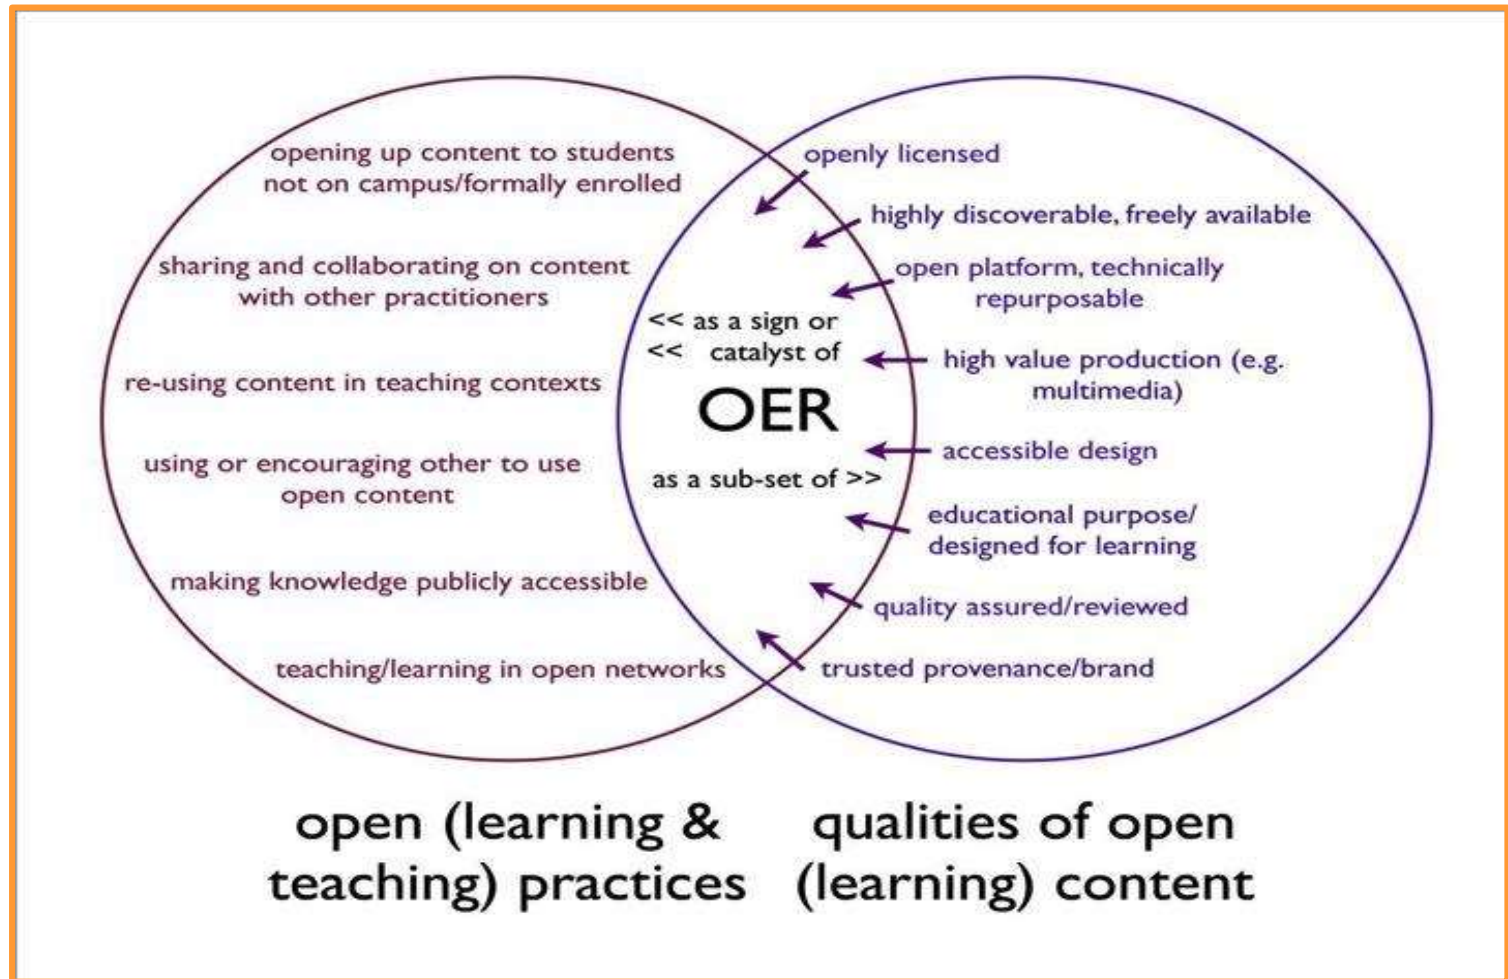 opening up content to students
not on campus/formally enrolled
sharing and collaborating on content
with other practitioners
re-using content in teaching contexts
using or encouraging other to use
open content
making knowledge publicly accessible
teaching/learning in open networks
<< as a sign or
<< catalyst of
OER
as a sub-set of >>
openly licensed
highly discoverable, freely available
open platform, technically
repurposable
high value production (e.g.
multimedia)
accessible design
educational purpose/
designed for learning
quality assured/reviewed
trusted provenance/brand
open (learning &
teaching) practices
qualities of open
(learning) content